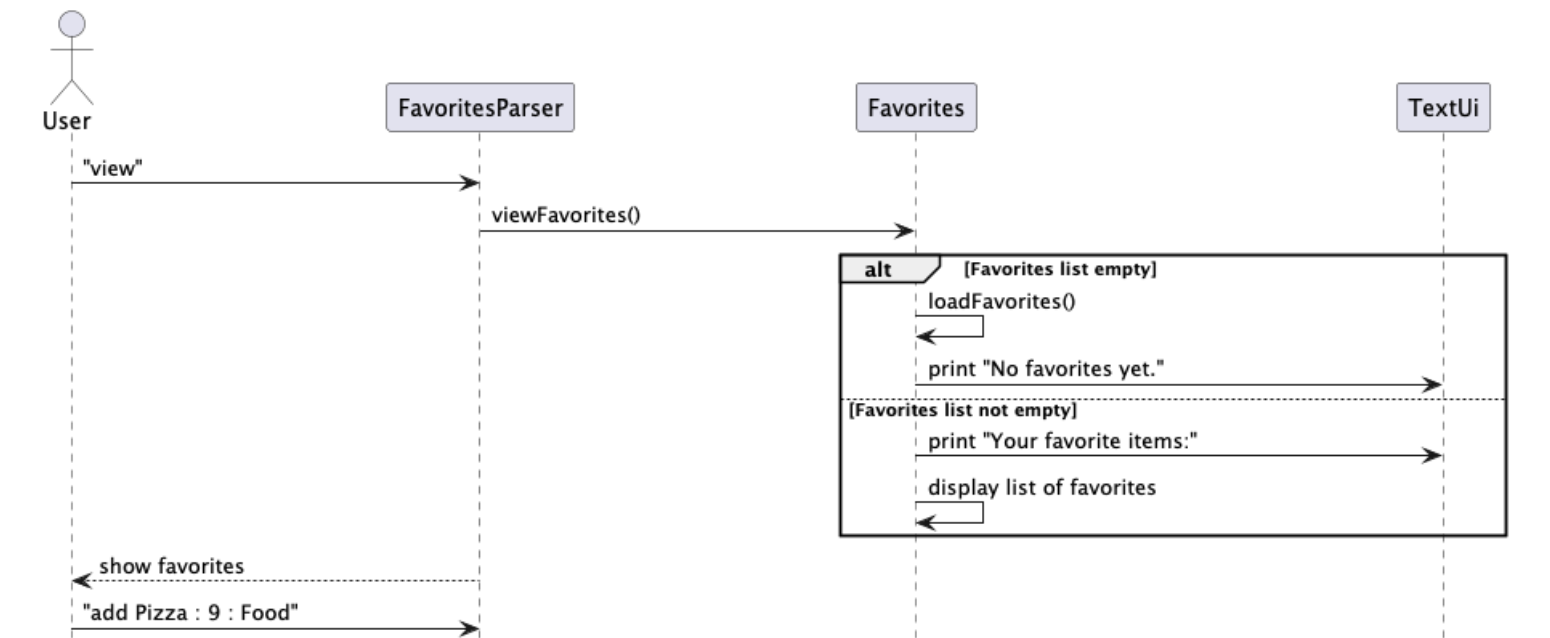 User
FavoritesParser
Favorites
TextUi
"view"
viewFavorites()
alt
[Favorites list empty]
loadFavorites()
print "No favorites yet."
[Favorites list not empty]
print "Your favorite items:"
display list of favorites
show favorites
"add Pizza : 9 : Food"